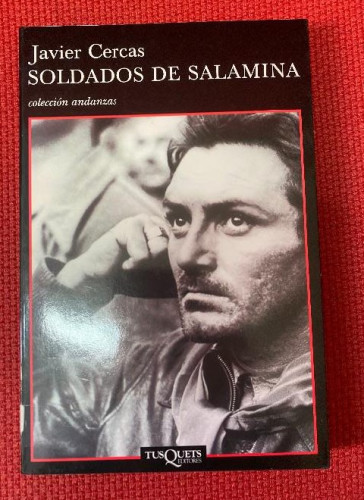 Javier Cercas
SOLDADOS DE SALAMINA
colección andanzas
TUSQUETS
EDITORES